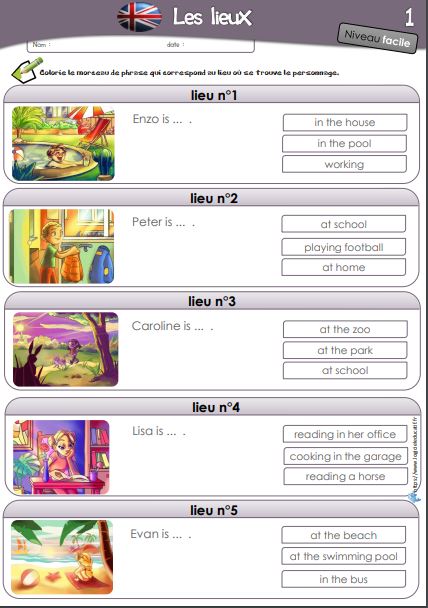 Les lieux
1
Niveau facile
Nom :
date :
Colorie le morceau de phrase qui correspond au lieu où se trouve le personnage.
lieu n°1
Enzo is ... .
in the house
in the pool
working
lieu n°2
Peter is ... .
at school
playing football
at home
lieu n°3
Caroline is ... .
at the zoo
at the park
at school
lieu n°4
Lisa is ... .
reading in her office
cooking in the garage
reading a horse
https://www.logicieleducatif.fr
lieu n°5
Evan is ... .
at the beach
at the swimming pool
in the bus